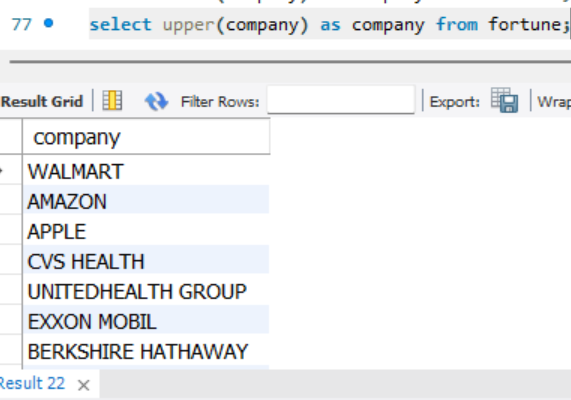 77 select upper(company) as company from fortune;
Result Grid Filter Rows: Export: Wrap
company
WALMART
AMAZON
APPLE
CVS HEALTH
UNITEDHEALTH GROUP
EXXON MOBIL
BERKSHIRE HATHAWAY
Result 22 ×